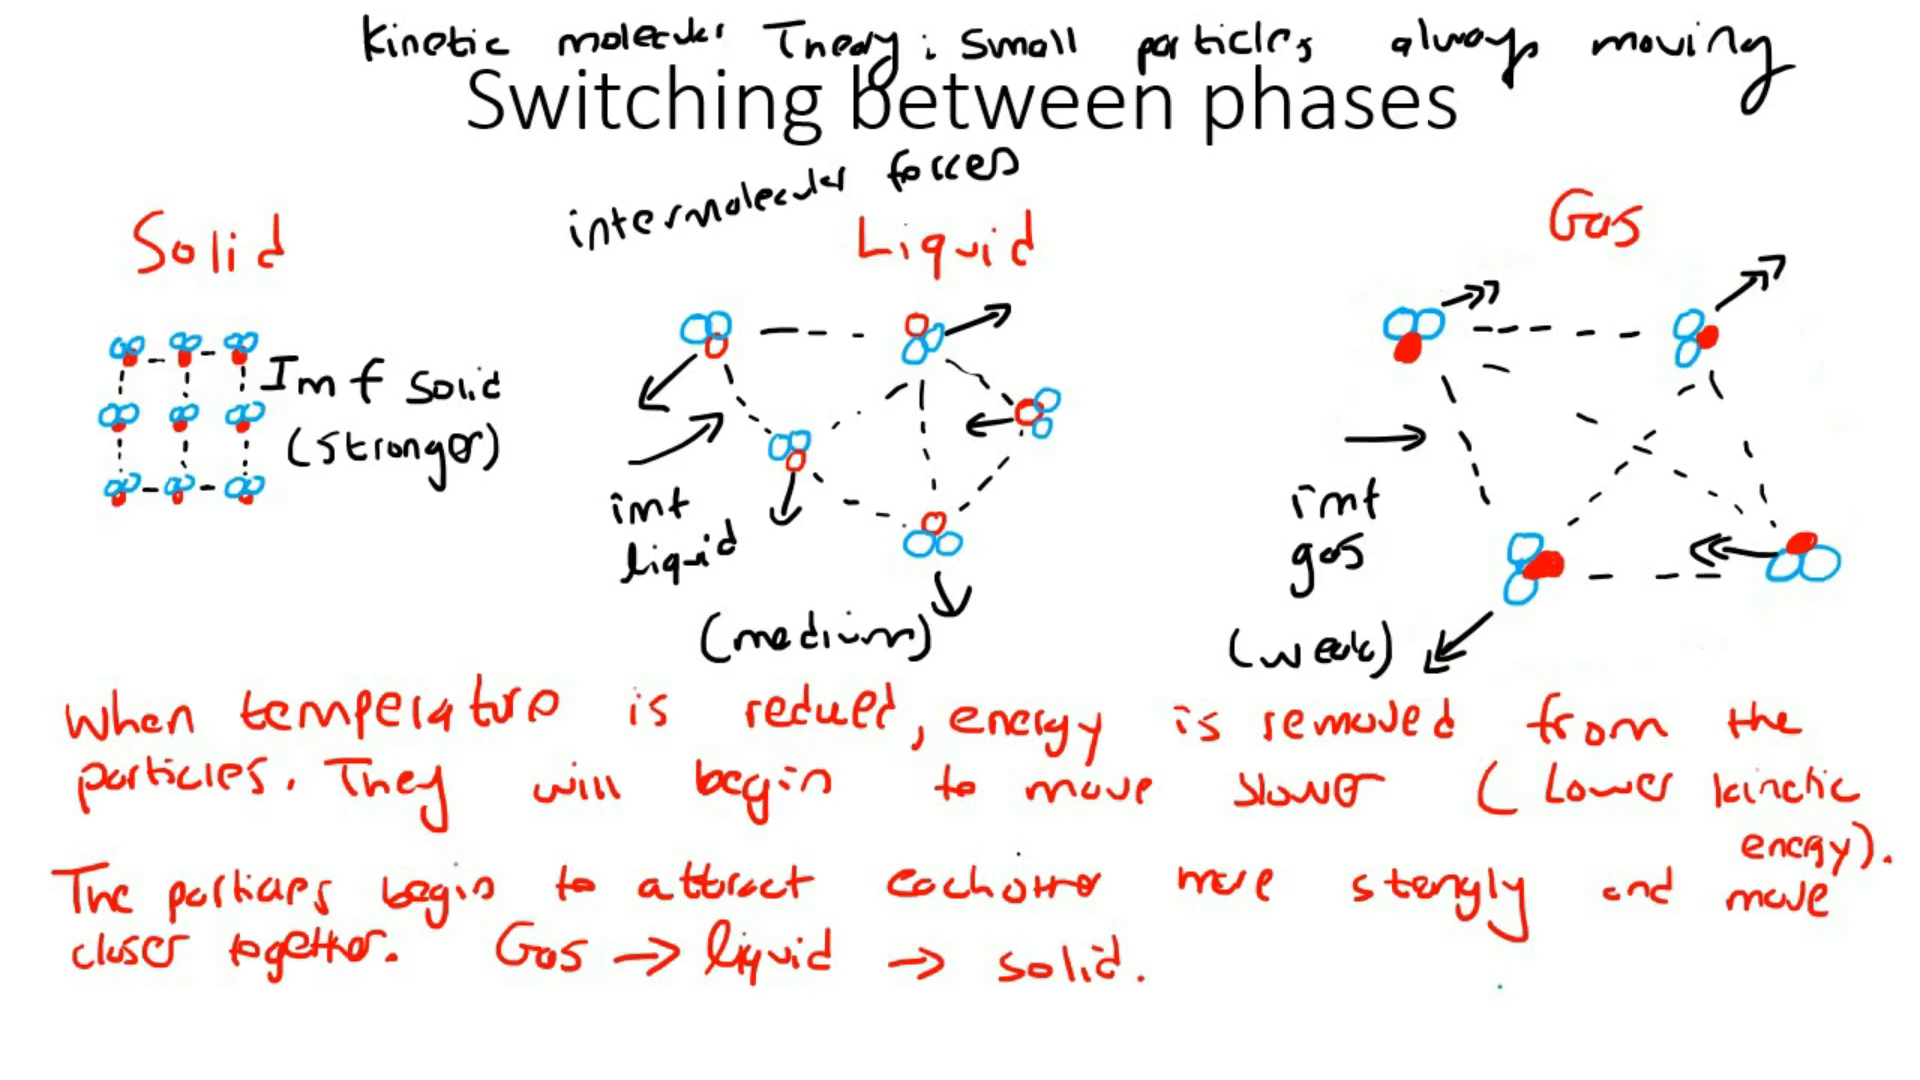 Kinetic molecular Theory : Small particles always moving
Switching between phases
intermolecular forces
Solid
Liquid
Gas
Imf solid
(stronger)
imf
liquid
(medium)
imf
gas
(weak)
When temperature is reduced, energy is removed from the
particles. They will begin to move slower (Lower kinetic
energy).
The particles begin to attract eachother more stongly and move
closer together. Gas → liquid → solid.